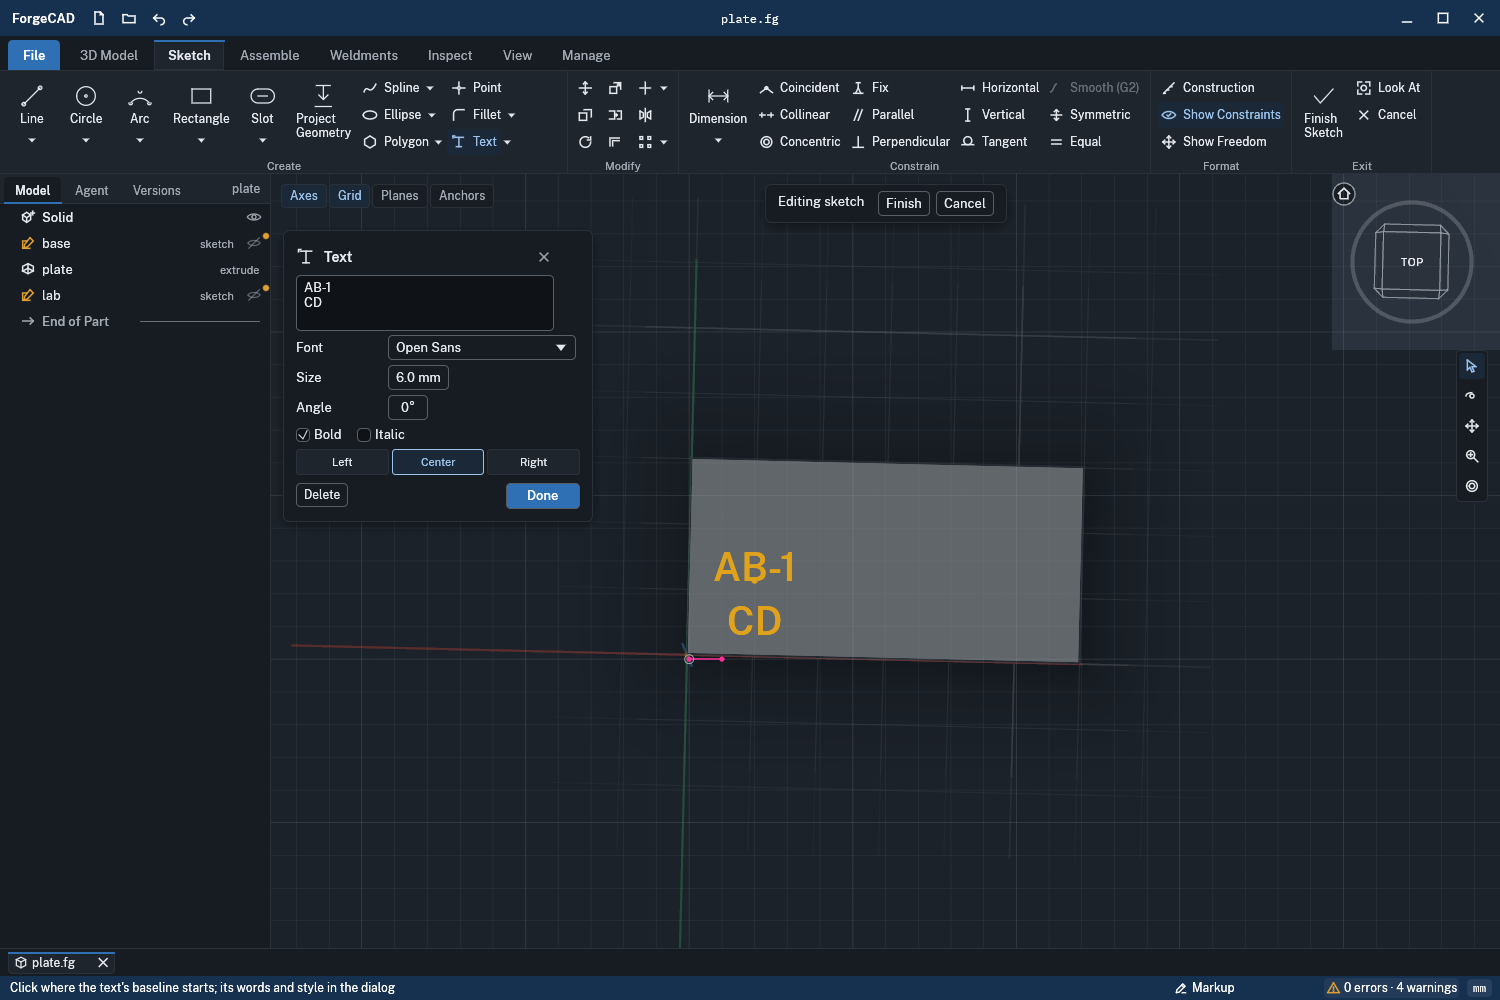 ForgeCAD
plate.fg
File
3D Model
Sketch
Assemble
Weldments
Inspect
View
Manage
Line
Circle
Arc
Rectangle
Slot
Project
Geometry
Spline
Ellipse
Polygon
Point
Fillet
Text
Create
Modify
Dimension
Coincident
Collinear
Concentric
Fix
Parallel
Perpendicular
Horizontal
Vertical
Tangent
Smooth (G2)
Symmetric
Equal
Constrain
Construction
Show Constraints
Show Freedom
Format
Finish
Sketch
Look At
Cancel
Exit
Model
Agent
Versions
plate
Solid
base sketch
plate extrude
lab sketch
End of Part
Axes
Grid
Planes
Anchors
Editing sketch
Finish
Cancel
TOP
Text
AB-1
CD
Font Open Sans
Size 6.0 mm
Angle 0°
Bold Italic
Left Center Right
Delete Done
AB-1
CD
plate.fg
Click where the text's baseline starts; its words and style in the dialog
Markup
0 errors · 4 warnings
mm